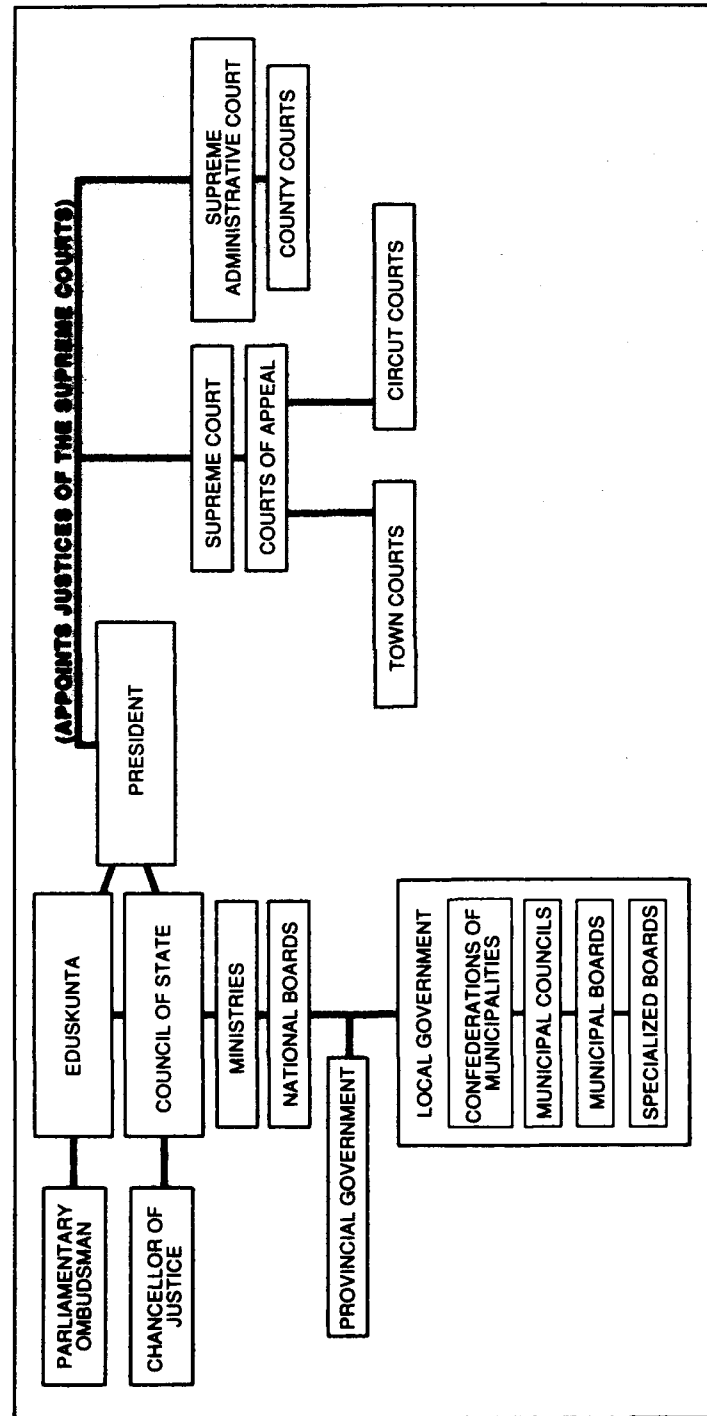 (APPOINTS JUSTICES OF THE SUPREME COURTS)
PARLIAMENTARY
OMBUDSMAN
EDUSKUNTA
PRESIDENT
CHANCELLOR OF
JUSTICE
COUNCIL OF STATE
MINISTRIES
NATIONAL BOARDS
PROVINCIAL GOVERNMENT
LOCAL GOVERNMENT
CONFEDERATIONS OF
MUNICIPALITIES
MUNICIPAL COUNCILS
MUNICIPAL BOARDS
SPECIALIZED BOARDS
SUPREME COURT
COURTS OF APPEAL
TOWN COURTS
CIRCUT COURTS
SUPREME
ADMINISTRATIVE COURT
COUNTY COURTS